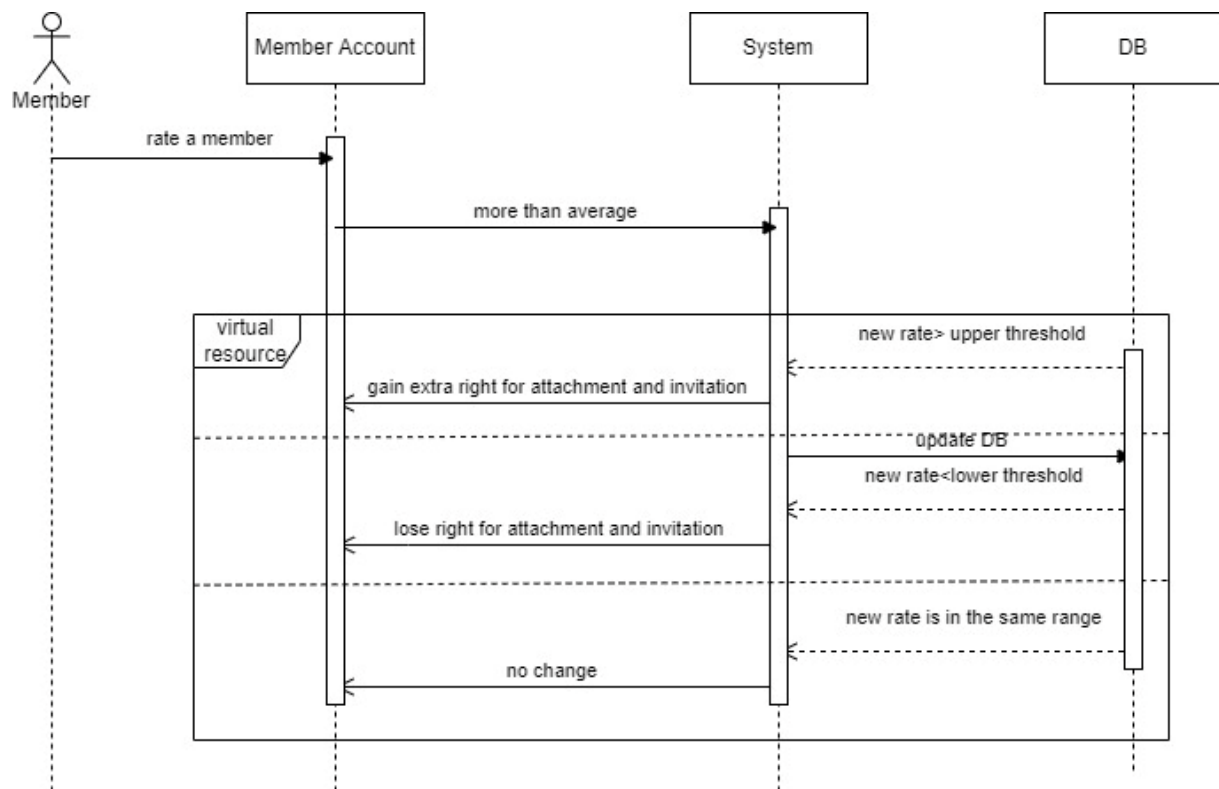 Member Account
System
DB
Member
rate a member
more than average
virtual
resource
new rate> upper threshold
gain extra right for attachment and invitation
update DB
new rate<lower threshold
lose right for attachment and invitation
new rate is in the same range
no change